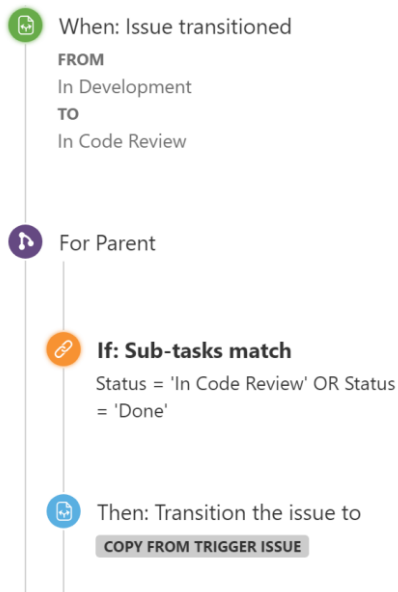 When: Issue transitioned
FROM
In Development
TO
In Code Review
For Parent
If: Sub-tasks match
Status = 'In Code Review' OR Status
= 'Done'
Then: Transition the issue to
COPY FROM TRIGGER ISSUE